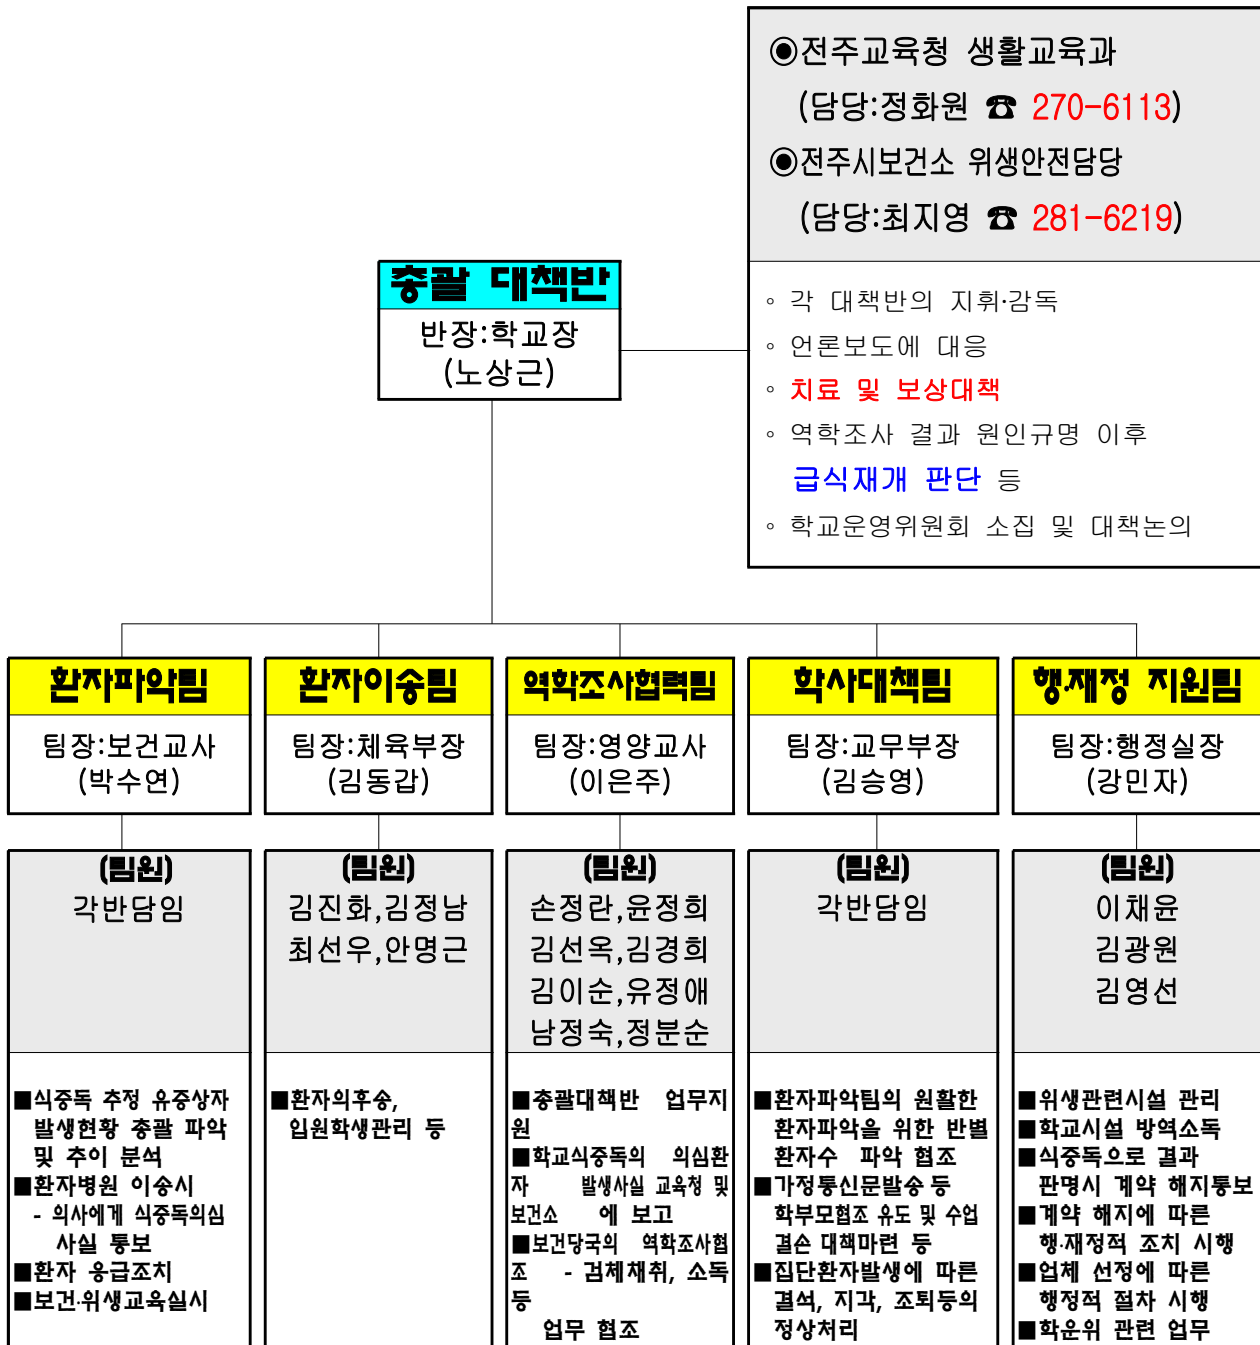 ◉전주교육청 생활교육과
(담당:정화원 ☎ 270-6113)
◉전주시보건소 위생안전담당
(담당:최지영 ☎ 281-6219)
◦ 각 대책반의 지휘·감독
◦ 언론보도에 대응
◦ 치료 및 보상대책
◦ 역학조사 결과 원인규명 이후
급식재개 판단 등
◦ 학교운영위원회 소집 및 대책논의
총괄 대책반
반장:학교장
(노상근)
환자파악팀
팀장:보건교사
(박수연)
(팀원)
각반담임
■식중독 추정 유증상자
발생현황 총괄 파악
및 추이 분석
■환자병원 이송시
- 의사에게 식중독의심
사실 통보
■환자 응급조치
■보건·위생교육실시
환자이송팀
팀장:체육부장
(김동갑)
(팀원)
김진화,김정남
최선우,안명근
■환자의후송,
입원학생관리 등
역학조사협력팀
팀장:영양교사
(이은주)
(팀원)
손정란,윤정희
김선옥,김경희
김이순,유정애
남정숙,정분순
■총괄대책반 업무지
원
■학교식중독의 의심환
자 발생사실 교육청 및
보건소 에 보고
■보건당국의 역학조사협
조 - 검체채취, 소독
등
업무 협조
학사대책팀
팀장:교무부장
(김승영)
(팀원)
각반담임
■환자파악팀의 원활한
환자파악을 위한 반별
환자수 파악 협조
■가정통신문발송 등
학부모협조 유도 및 수업
결손 대책마련 등
■집단환자발생에 따른
결석, 지각, 조퇴등의
정상처리
행·재정 지원팀
팀장:행정실장
(강민자)
(팀원)
이채윤
김광원
김영선
■위생관련시설 관리
■학교시설 방역소독
■식중독으로 결과
판명시 계약 해지통보
■계약 해지에 따른
행·재정적 조치 시행
■업체 선정에 따른
행정적 절차 시행
■학운위 관련 업무